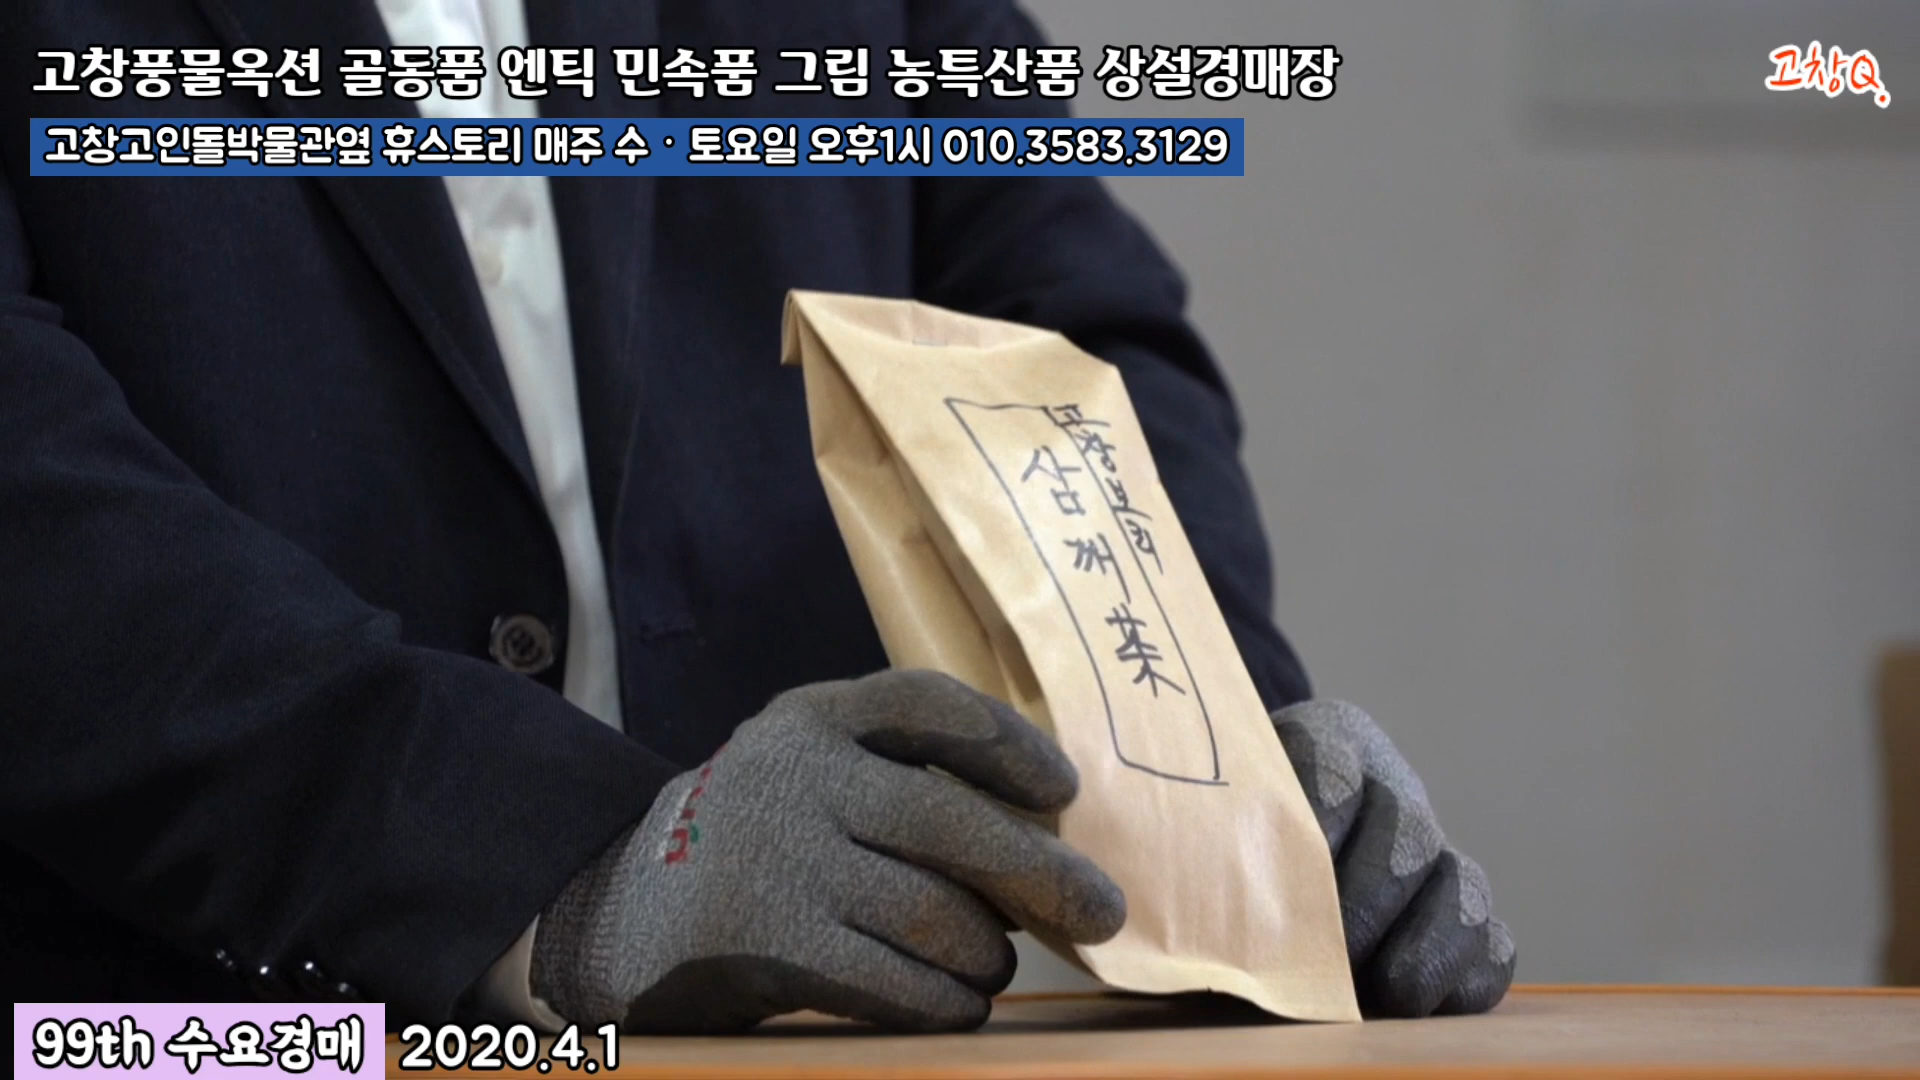 고창풍물옥션 골동품 엔틱 민속품 그림 농특산품 상설경매장
고창Q.
고창고인돌박물관옆 휴스토리 매주 수·토요일 오후1시 010.3583.3129
고창보리
삼깨茶
99th 수요경매 2020.4.1